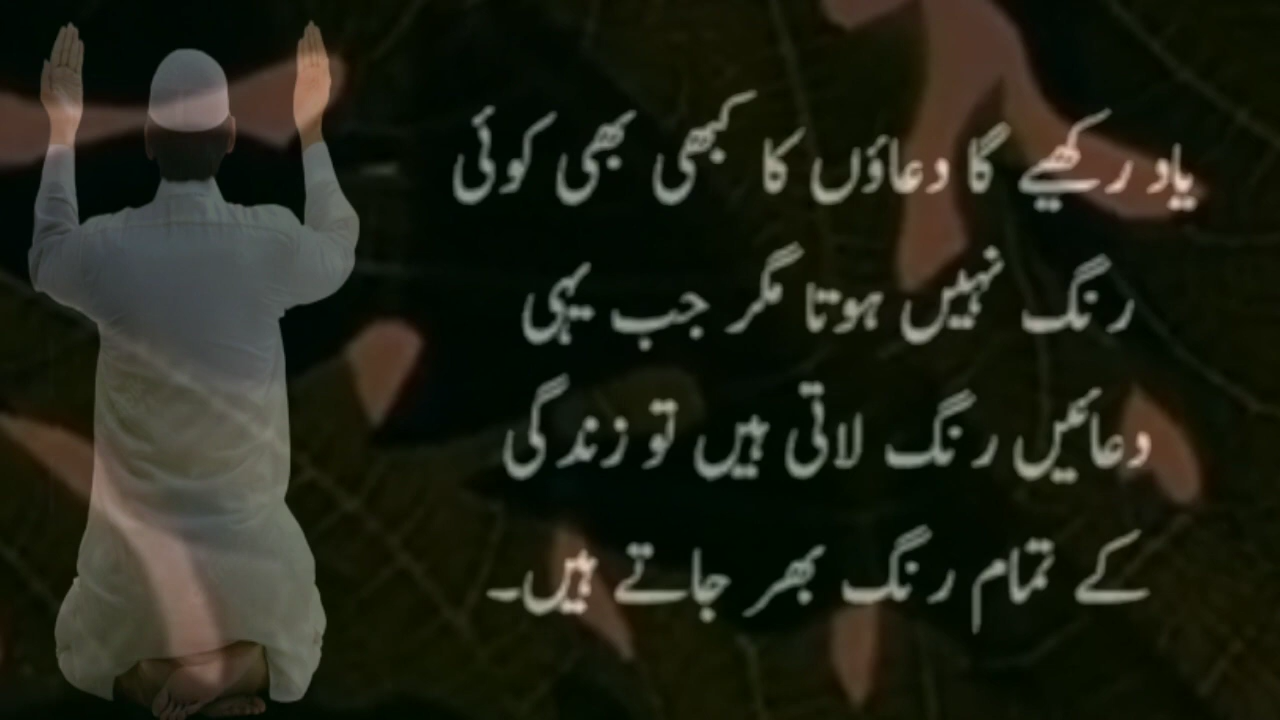 یاد رکھیے گا دعاؤں کا کبھی بھی کوئی
رنگ نہیں ہوتا مگر جب یہی
دعائیں رنگ لاتی ہیں تو زندگی
کے تمام رنگ بھر جاتے ہیں۔